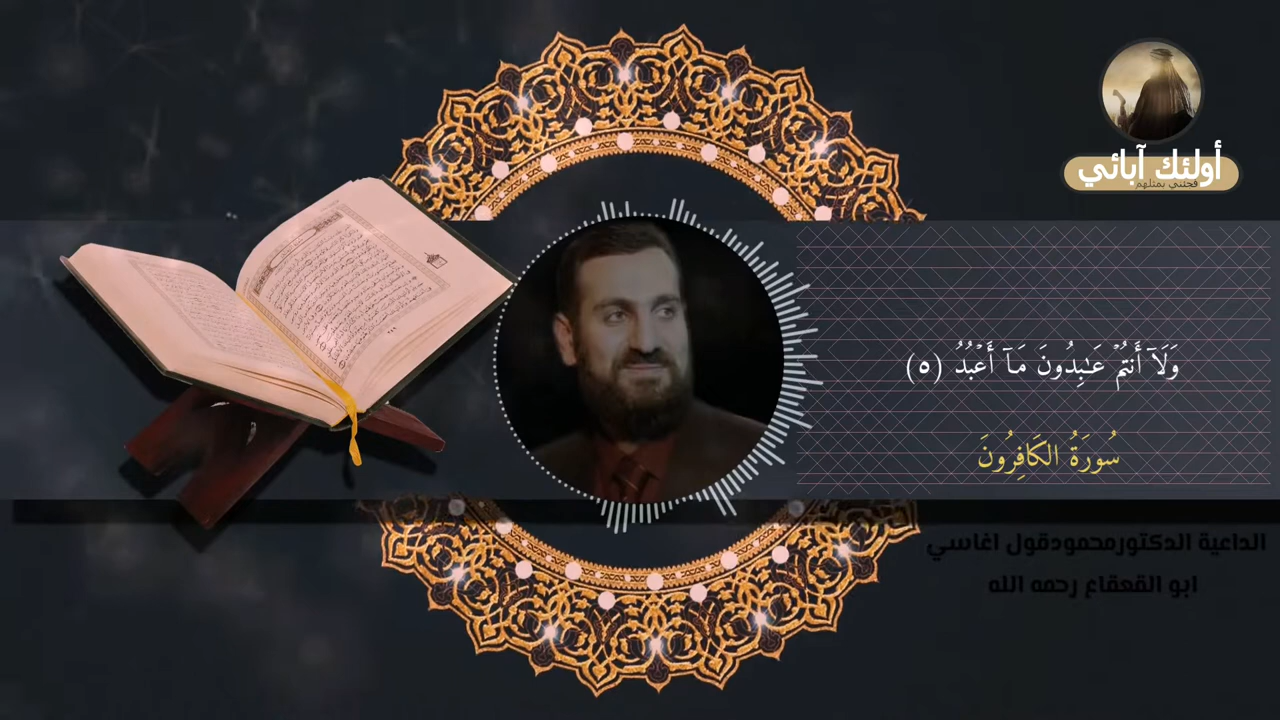 أولئك آبائي
فجئني بمثلهم
وَلَآ أَنتُمْ عَـٰبِدُونَ مَآ أَعْبُدُ (٥)
سُورَةُ الكَافِرُونَ
الداعية الدكتورمحمودقول اغاسي
ابو القعقاع رحمه الله